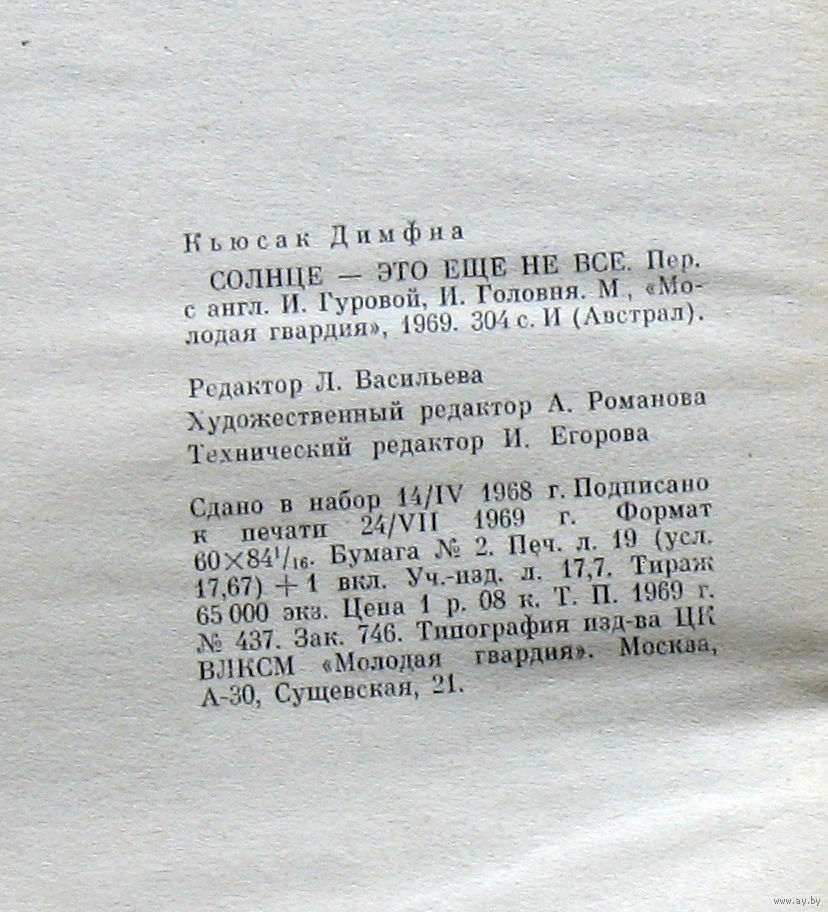 Кьюсак Димфна
СОЛНЦЕ — ЭТО ЕЩЕ НЕ ВСЕ. Пер.
с англ. И. Гуровой, И. Головня. М., «Мо-
лодая гвардия», 1969. 304 с. И (Австрал).
Редактор Л. Васильева
Художественный редактор А. Романова
Технический редактор И. Егорова
Сдано в набор 14/IV 1968 г. Подписано
к печати 24/VII 1969 г. Формат
60×84¹/₁₆. Бумага № 2. Печ. л. 19 (усл.
17,67) + 1 вкл. Уч.-изд. л. 17,7. Тираж
65 000 экз. Цена 1 р. 08 к. Т. П. 1969 г.
№ 437. Зак. 746. Типография изд-ва ЦК
ВЛКСМ «Молодая гвардия». Москва,
А-30, Сущевская, 21.
www.ay.by